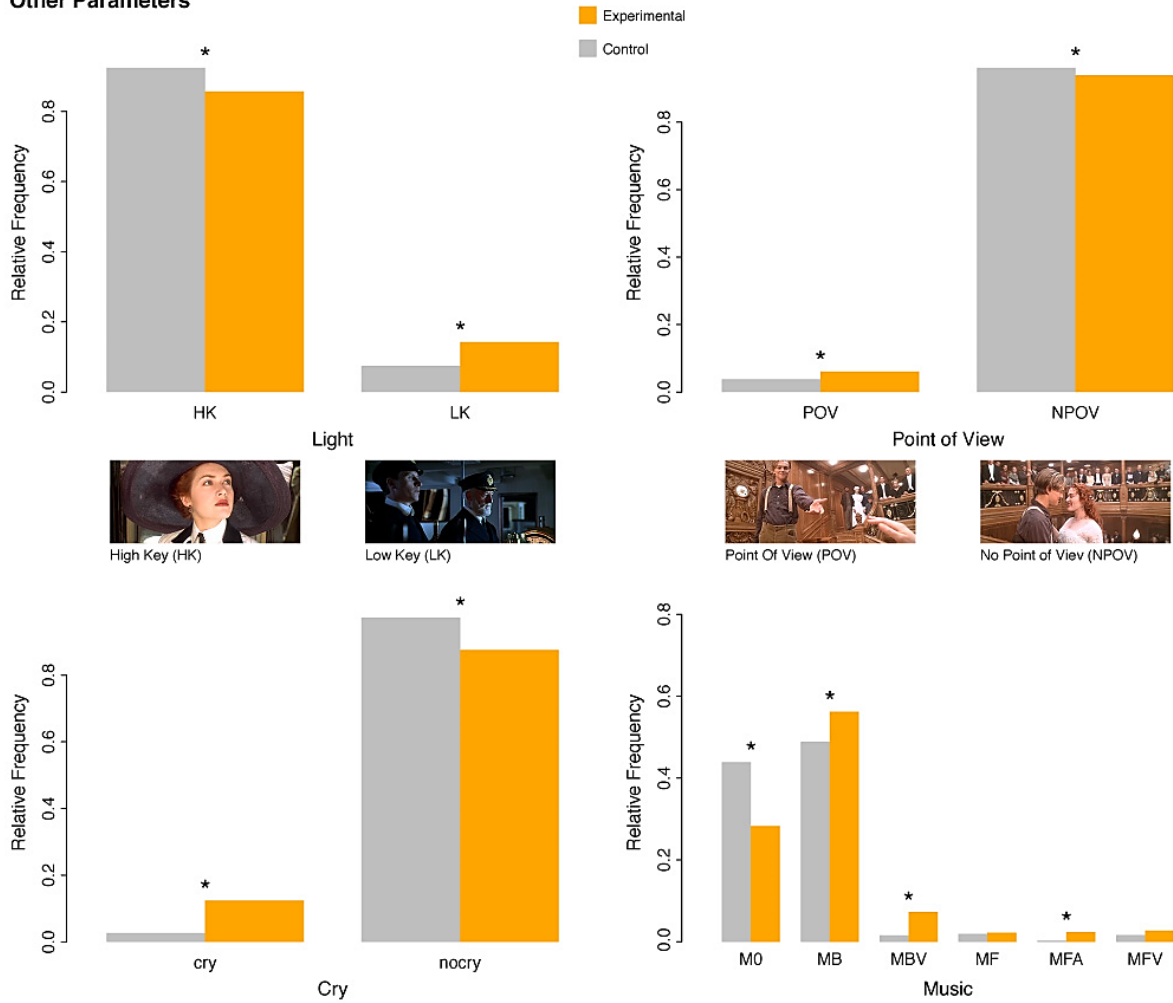 Other Parameters
Experimental
Control
*
*
Relative Frequency
0.0 0.2 0.4 0.6 0.8
HK LK
Light
*
*
Relative Frequency
0.0 0.2 0.4 0.6 0.8
POV NPOV
Point of View
High Key (HK)
Low Key (LK)
Point Of View (POV)
No Point of Viev (NPOV)
*
*
Relative Frequency
0.0 0.2 0.4 0.6 0.8
cry nocry
Cry
*
*
*
*
Relative Frequency
0.0 0.2 0.4 0.6 0.8
M0 MB MBV MF MFA MFV
Music